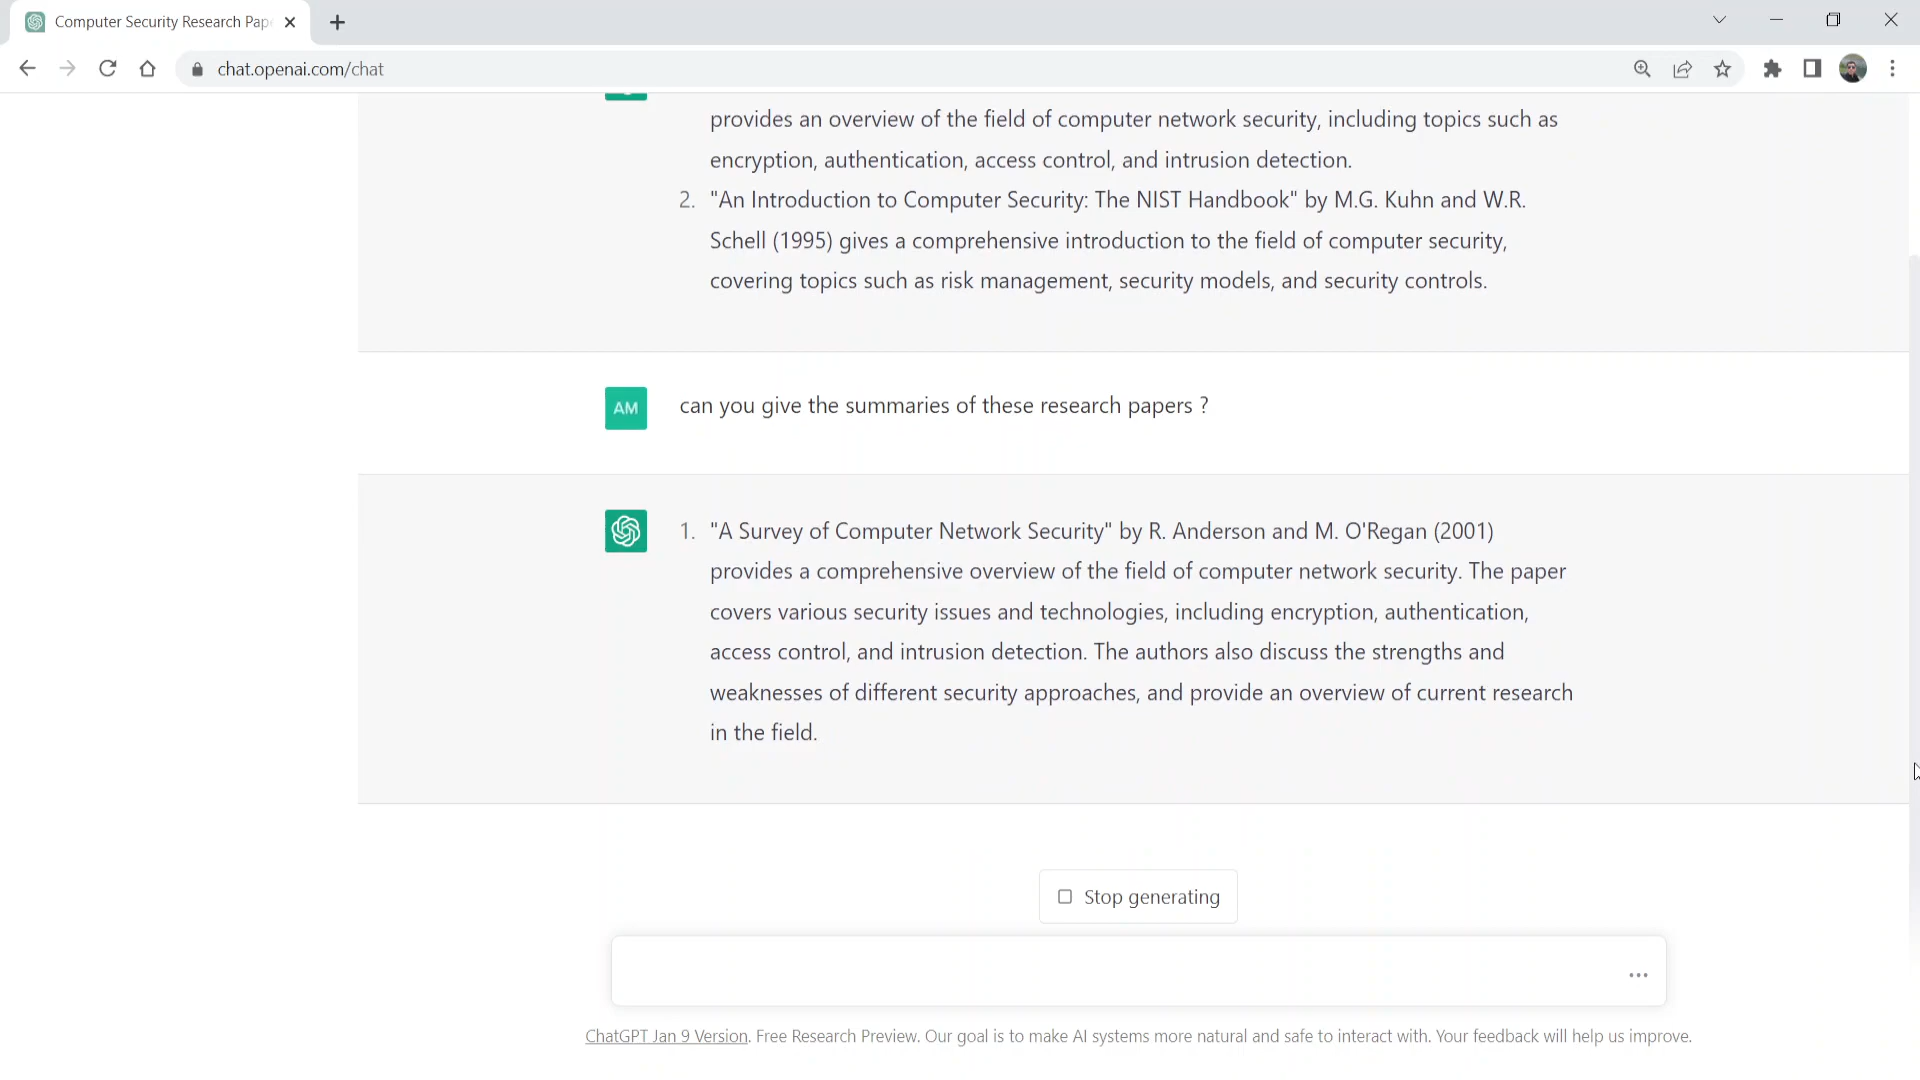 Computer Security Research Pap
chat.openai.com/chat
provides an overview of the field of computer network security, including topics such as
encryption, authentication, access control, and intrusion detection.
2. "An Introduction to Computer Security: The NIST Handbook" by M.G. Kuhn and W.R.
Schell (1995) gives a comprehensive introduction to the field of computer security,
covering topics such as risk management, security models, and security controls.
AM can you give the summaries of these research papers ?
1. "A Survey of Computer Network Security" by R. Anderson and M. O'Regan (2001)
provides a comprehensive overview of the field of computer network security. The paper
covers various security issues and technologies, including encryption, authentication,
access control, and intrusion detection. The authors also discuss the strengths and
weaknesses of different security approaches, and provide an overview of current research
in the field.
Stop generating
ChatGPT Jan 9 Version. Free Research Preview. Our goal is to make AI systems more natural and safe to interact with. Your feedback will help us improve.